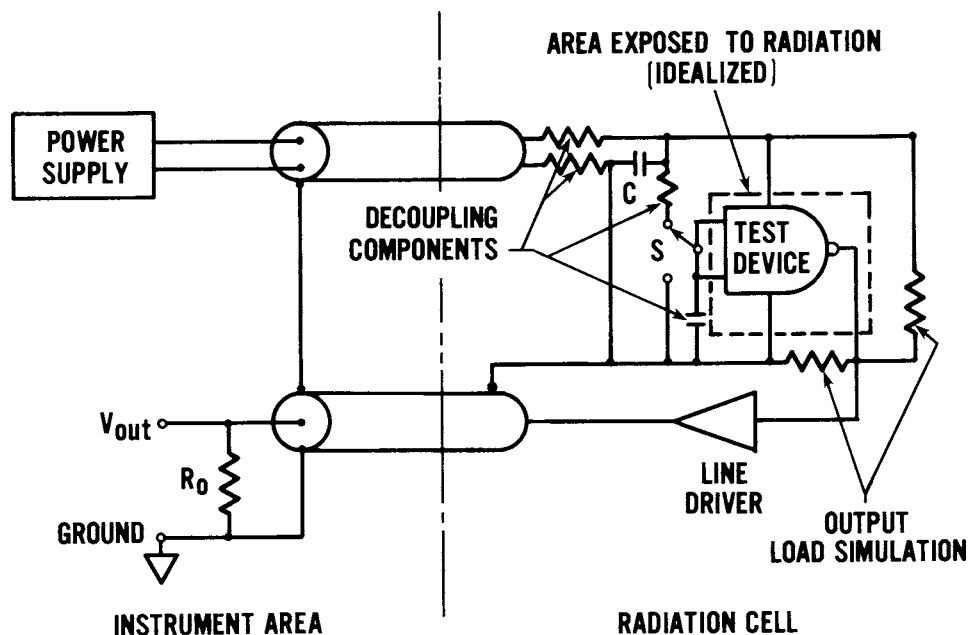 AREA EXPOSED TO RADIATION
(IDEALIZED)
POWER
SUPPLY
C
DECOUPLING
COMPONENTS
S
TEST
DEVICE
Vout
R0
LINE
DRIVER
GROUND
OUTPUT
LOAD SIMULATION
INSTRUMENT AREA
RADIATION CELL